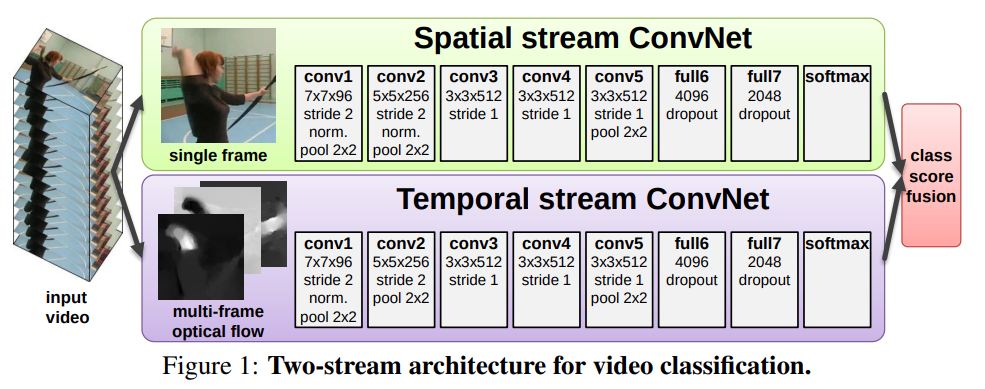 Spatial stream ConvNet
conv1
7x7x96
stride 2
norm.
pool 2x2
conv2
5x5x256
stride 2
norm.
pool 2x2
conv3
3x3x512
stride 1
conv4
3x3x512
stride 1
conv5
3x3x512
stride 1
pool 2x2
full6
4096
dropout
full7
2048
dropout
softmax
single frame
Temporal stream ConvNet
conv1
7x7x96
stride 2
norm.
pool 2x2
conv2
5x5x256
stride 2
pool 2x2
conv3
3x3x512
stride 1
conv4
3x3x512
stride 1
conv5
3x3x512
stride 1
pool 2x2
full6
4096
dropout
full7
2048
dropout
softmax
multi-frame
optical flow
input
video
class
score
fusion
Figure 1: Two-stream architecture for video classification.